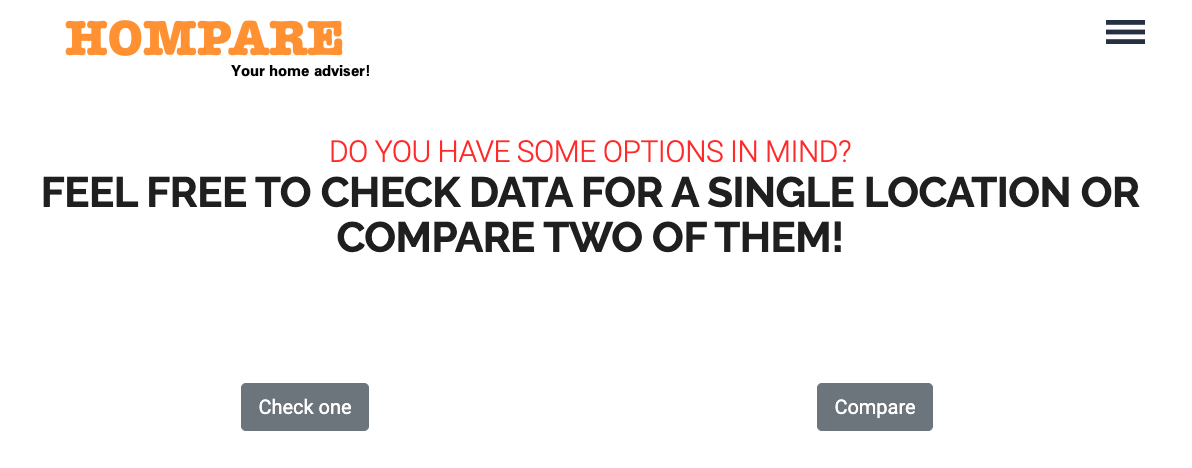 HOMPARE
Your home adviser!
DO YOU HAVE SOME OPTIONS IN MIND?
FEEL FREE TO CHECK DATA FOR A SINGLE LOCATION OR
COMPARE TWO OF THEM!
Check one
Compare